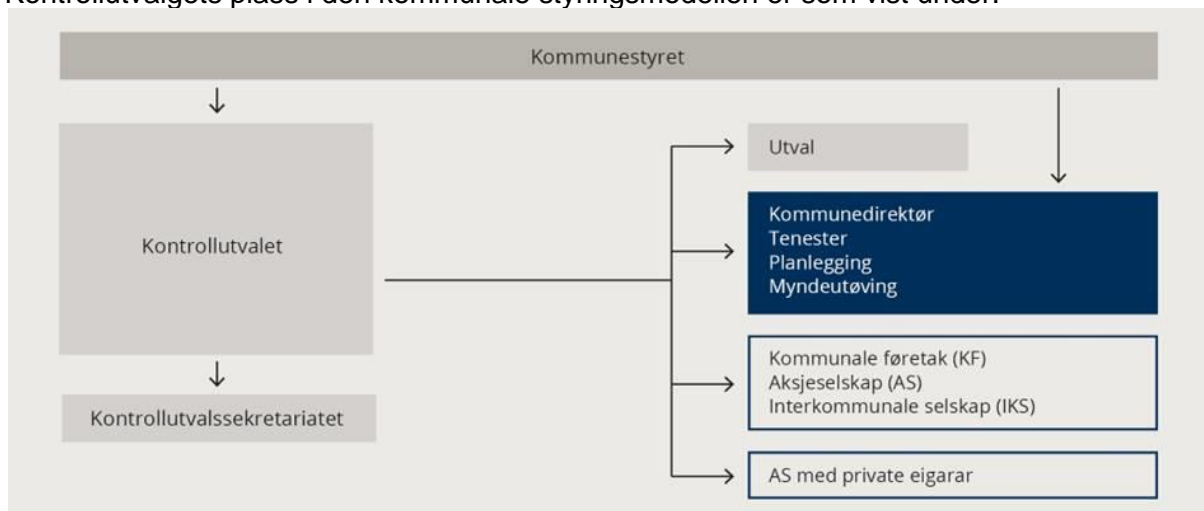 Kontrollutvalgets plass i den kommunale styringsmodellen er som vist under:
Kommunestyret
Kontrollutvalet
Kontrollutvalssekretariatet
Utval
Kommunedirektør
Tenester
Planlegging
Myndeutøving
Kommunale føretak (KF)
Aksjeselskap (AS)
Interkommunale selskap (IKS)
AS med private eigarar